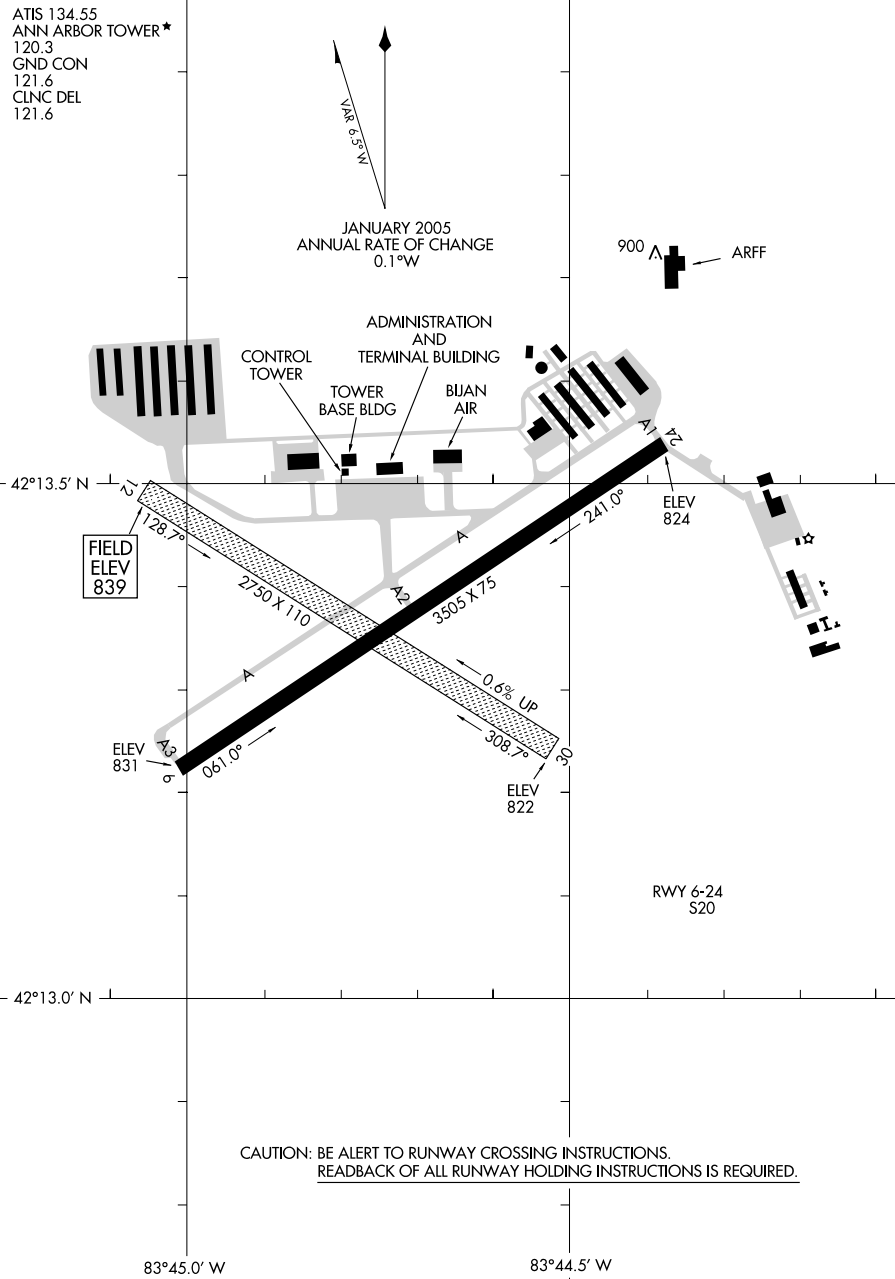 ATIS 134.55
ANN ARBOR TOWER★
120.3
GND CON
121.6
CLNC DEL
121.6
VAR 6.5° W
JANUARY 2005
ANNUAL RATE OF CHANGE
0.1°W
900
ARFF
ADMINISTRATION
AND
TERMINAL BUILDING
CONTROL
TOWER
TOWER
BASE BLDG
BIJAN
AIR
A1
24
42°13.5' N
12
128.7°
241.0°
ELEV
824
FIELD
ELEV
839
A
2750 X 110
A2
3505 X 75
A
0.6% UP
308.7°
30
A3
ELEV
831
6
061.0°
ELEV
822
RWY 6-24
S20
42°13.0' N
CAUTION: BE ALERT TO RUNWAY CROSSING INSTRUCTIONS.
READBACK OF ALL RUNWAY HOLDING INSTRUCTIONS IS REQUIRED.
83°45.0' W
83°44.5' W